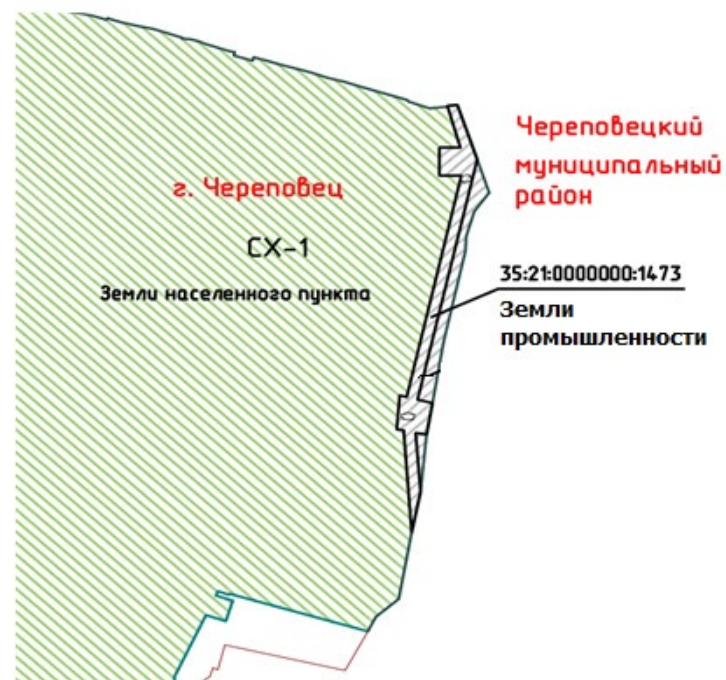 Череповецкий
муниципальный
район
г. Череповец
СХ-1
Земли населенного пункта
35:21:0000000:1473
Земли
промышленности